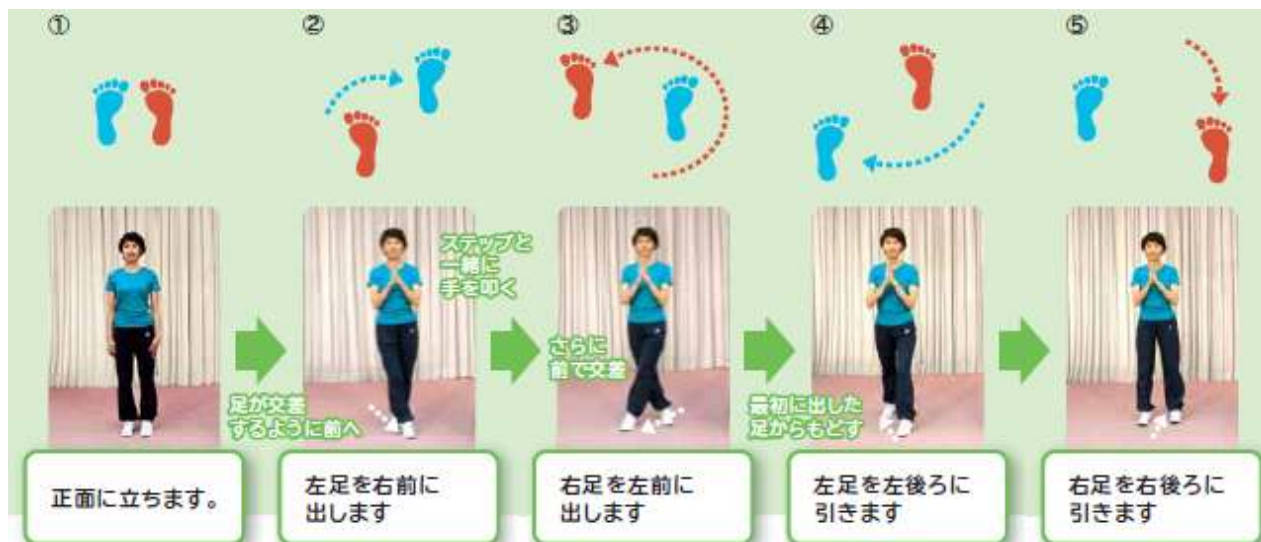 ①
②
③
④
⑤
ステップと
一緒に
手を叩く
さらに
前で交差
足が交差
するように前へ
最初に出した
足からもどす
正面に立ちます。
左足を右前に
出します
右足を左前に
出します
左足を左後ろに
引きます
右足を右後ろに
引きます